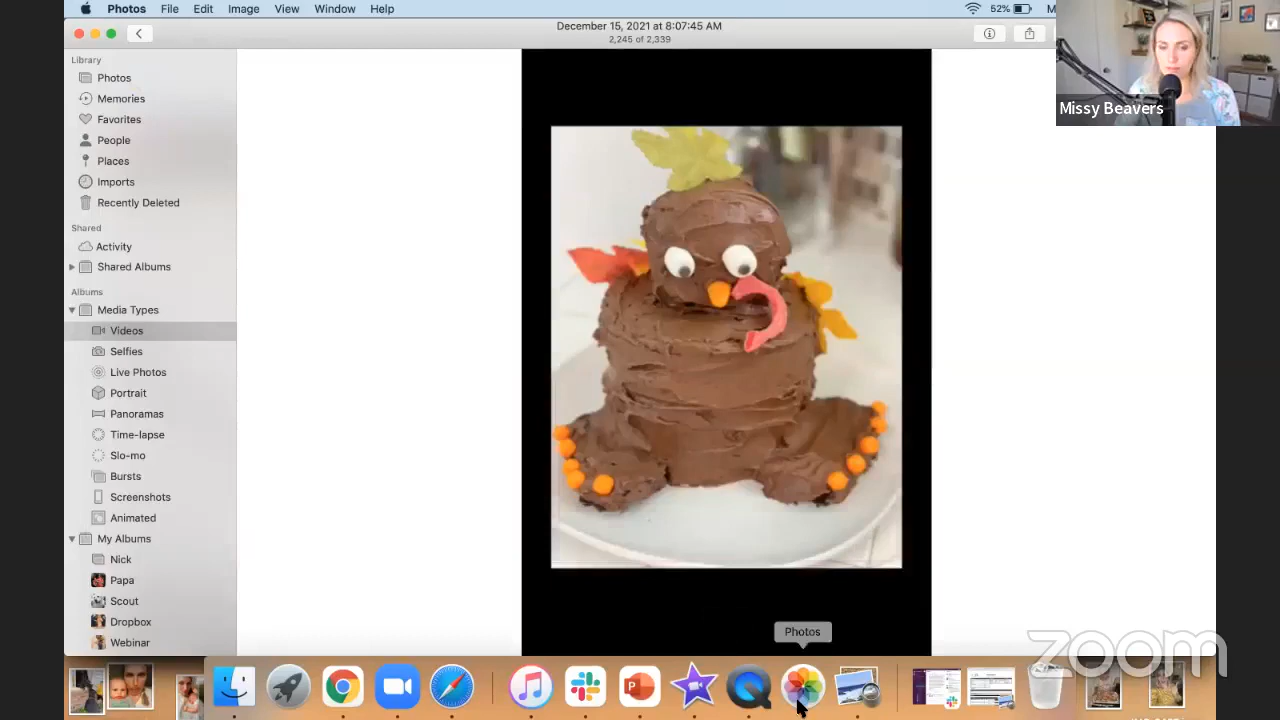 Photos File Edit Image View Window Help
52%
December 15, 2021 at 8:07:45 AM
2,245 of 2,339
Missy Beavers
Library
Photos
Memories
Favorites
People
Places
Imports
Recently Deleted
Shared
Activity
Shared Albums
Albums
Media Types
Videos
Selfies
Live Photos
Portrait
Panoramas
Time-lapse
Slo-mo
Bursts
Screenshots
Animated
My Albums
Nick
Papa
Scout
Dropbox
Webinar
Photos
zoom